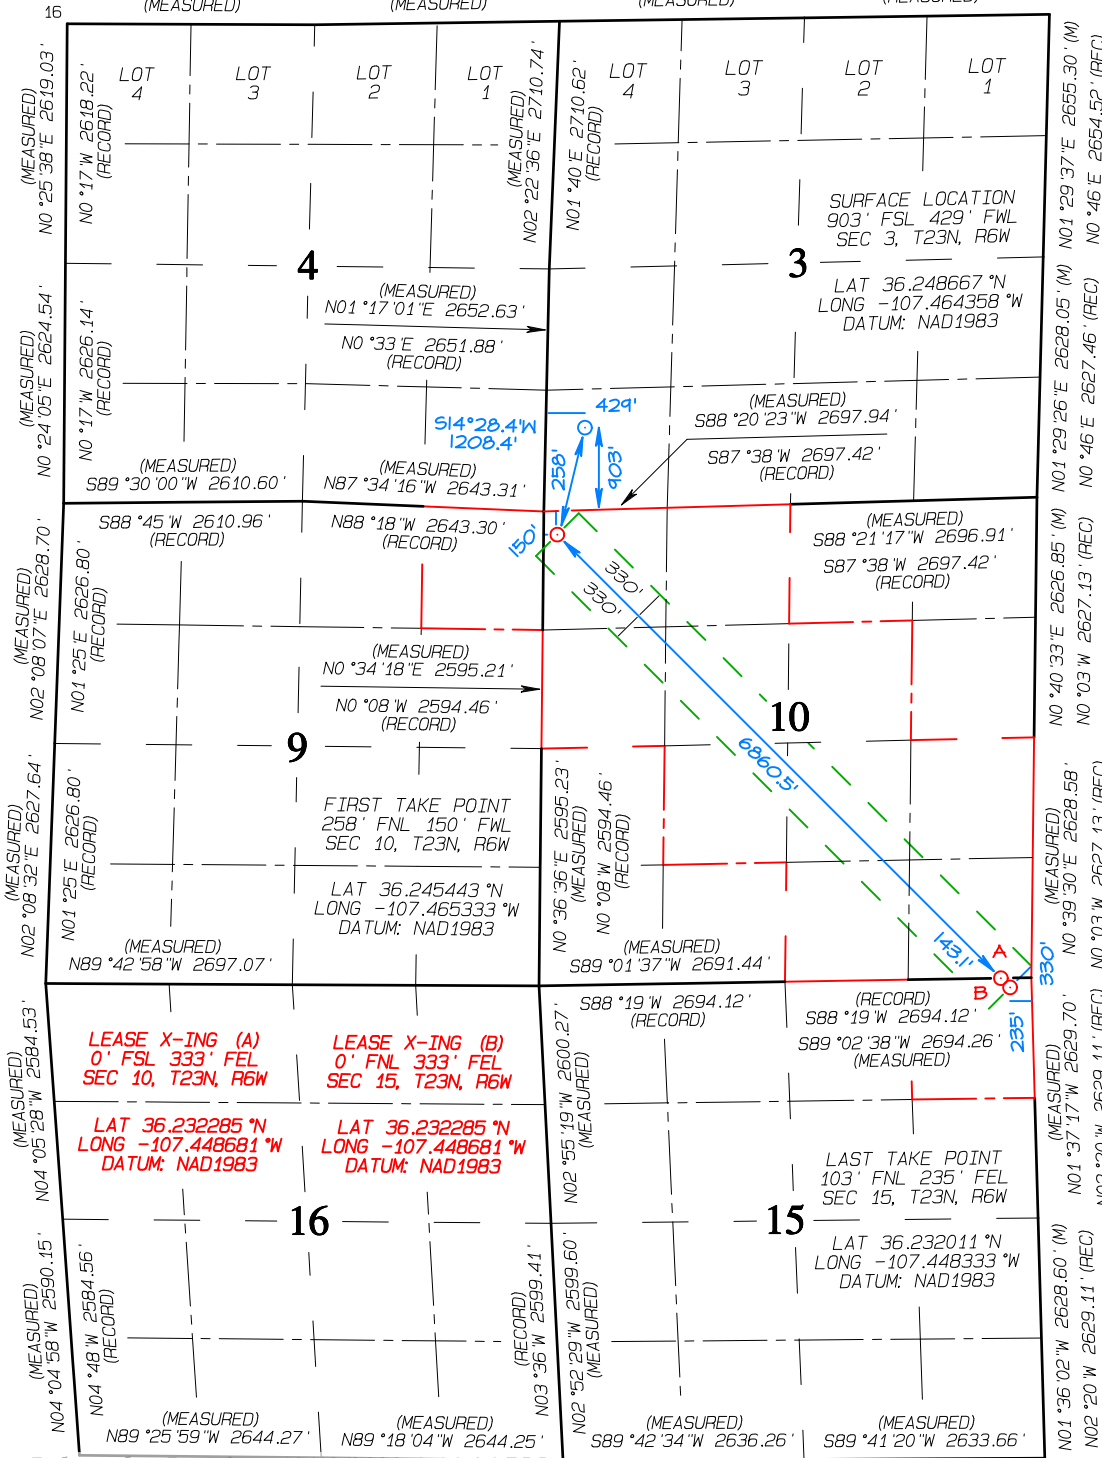 16
(MEASURED)
(MEASURED)
(MEASURED)
(MEASURED)
LOT
4
LOT
3
LOT
2
LOT
1
LOT
4
LOT
3
LOT
2
LOT
1
(MEASURED)
N0°25'38"E 2619.03'
N0°17'W 2618.22'
(RECORD)
(MEASURED)
N02°22'36"E 2710.74'
N01°40'E 2710.62'
(RECORD)
N01°29'37"E 2655.30' (M)
N0°46'E 2654.52' (REC)
SURFACE LOCATION
903' FSL 429' FWL
SEC 3, T23N, R6W
LAT 36.248667°N
LONG -107.464358°W
DATUM: NAD1983
4
3
(MEASURED)
N01°17'01"E 2652.63'
N0°33'E 2651.88'
(RECORD)
(MEASURED)
N0°24'05"E 2624.54'
N0°17'W 2626.14'
(RECORD)
N01°29'26"E 2628.05' (M)
N0°46'E 2627.46' (REC)
429'
S14°28.4'W
1208.4'
258'
903'
(MEASURED)
S88°20'23"W 2697.94'
S87°38'W 2697.42'
(RECORD)
(MEASURED)
S89°30'00"W 2610.60'
(MEASURED)
N87°34'16"W 2643.31'
S88°45'W 2610.96'
(RECORD)
N88°18'W 2643.30'
(RECORD)
150'
(MEASURED)
S88°21'17"W 2696.91'
S87°38'W 2697.42'
(RECORD)
330'
330'
(MEASURED)
N02°08'07"E 2628.70'
N01°25'E 2626.80'
(RECORD)
(MEASURED)
N0°34'18"E 2595.21'
N0°08'W 2594.46'
(RECORD)
N0°40'33"E 2626.85' (M)
N0°03'W 2627.13' (REC)
9
10
6860.5'
FIRST TAKE POINT
258' FNL 150' FWL
SEC 10, T23N, R6W
LAT 36.245443°N
LONG -107.465333°W
DATUM: NAD1983
(MEASURED)
N02°08'32"E 2627.64'
N01°25'E 2626.80'
(RECORD)
N0°36'36"E 2595.23'
(MEASURED)
N0°08'W 2594.46'
(RECORD)
(MEASURED)
N0°39'30"E 2628.58'
N0°03'W 2627.13' (REC)
(MEASURED)
N89°42'58"W 2697.07'
(MEASURED)
S89°01'37"W 2691.44'
143.1'
A
B
330'
235'
S88°19'W 2694.12'
(RECORD)
(RECORD)
S88°19'W 2694.12'
S89°02'38"W 2694.26'
(MEASURED)
LEASE X-ING (A)
0' FSL 333' FEL
SEC 10, T23N, R6W
LAT 36.232285°N
LONG -107.448681°W
DATUM: NAD1983
LEASE X-ING (B)
0' FNL 333' FEL
SEC 15, T23N, R6W
LAT 36.232285°N
LONG -107.448681°W
DATUM: NAD1983
(MEASURED)
N04°05'28"W 2584.53'
N02°55'19"W 2600.27'
(MEASURED)
(MEASURED)
N01°37'17"W 2629.70'
N02°20'W 2629.11' (REC)
LAST TAKE POINT
103' FNL 235' FEL
SEC 15, T23N, R6W
LAT 36.232011°N
LONG -107.448333°W
DATUM: NAD1983
16
15
(MEASURED)
N04°04'58"W 2590.15'
N04°48'W 2584.56'
(RECORD)
(RECORD)
N03°36'W 2599.41'
N02°52'29"W 2599.60'
(MEASURED)
N01°36'02"W 2628.60' (M)
N02°20'W 2629.11' (REC)
(MEASURED)
N89°25'59"W 2644.27'
(MEASURED)
N89°18'04"W 2644.25'
(MEASURED)
S89°42'34"W 2636.26'
(MEASURED)
S89°41'20"W 2633.66'